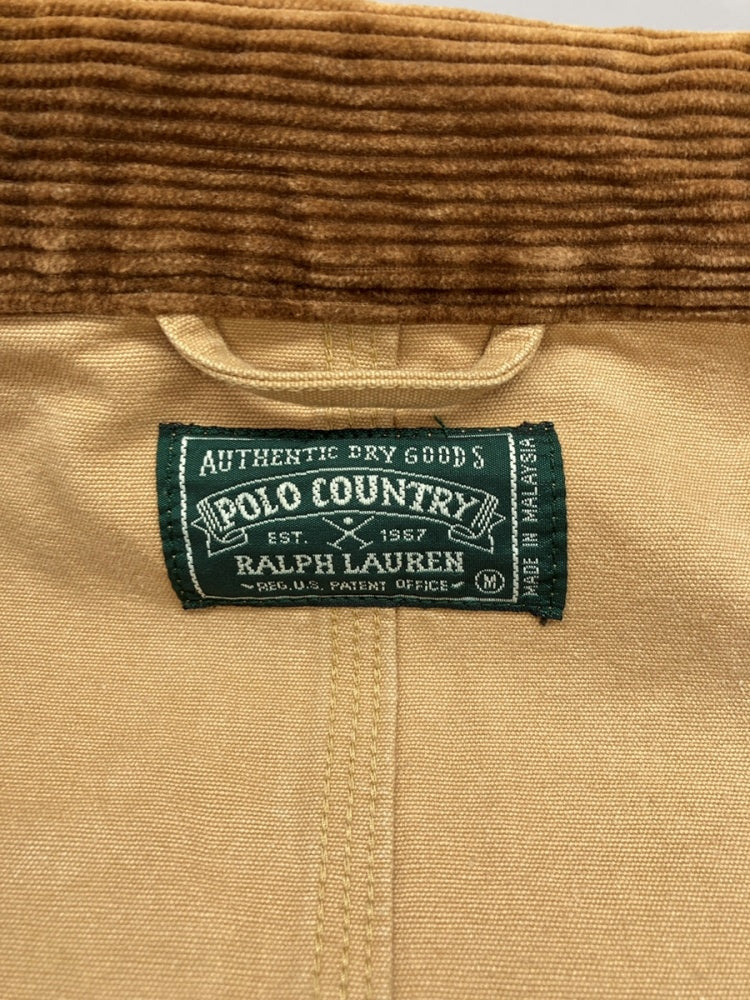 AUTHENTIC DRY GOODS
POLO COUNTRY
EST. 1967
RALPH LAUREN
REG. U.S. PATENT OFFICE
M
MADE IN MALAYSIA